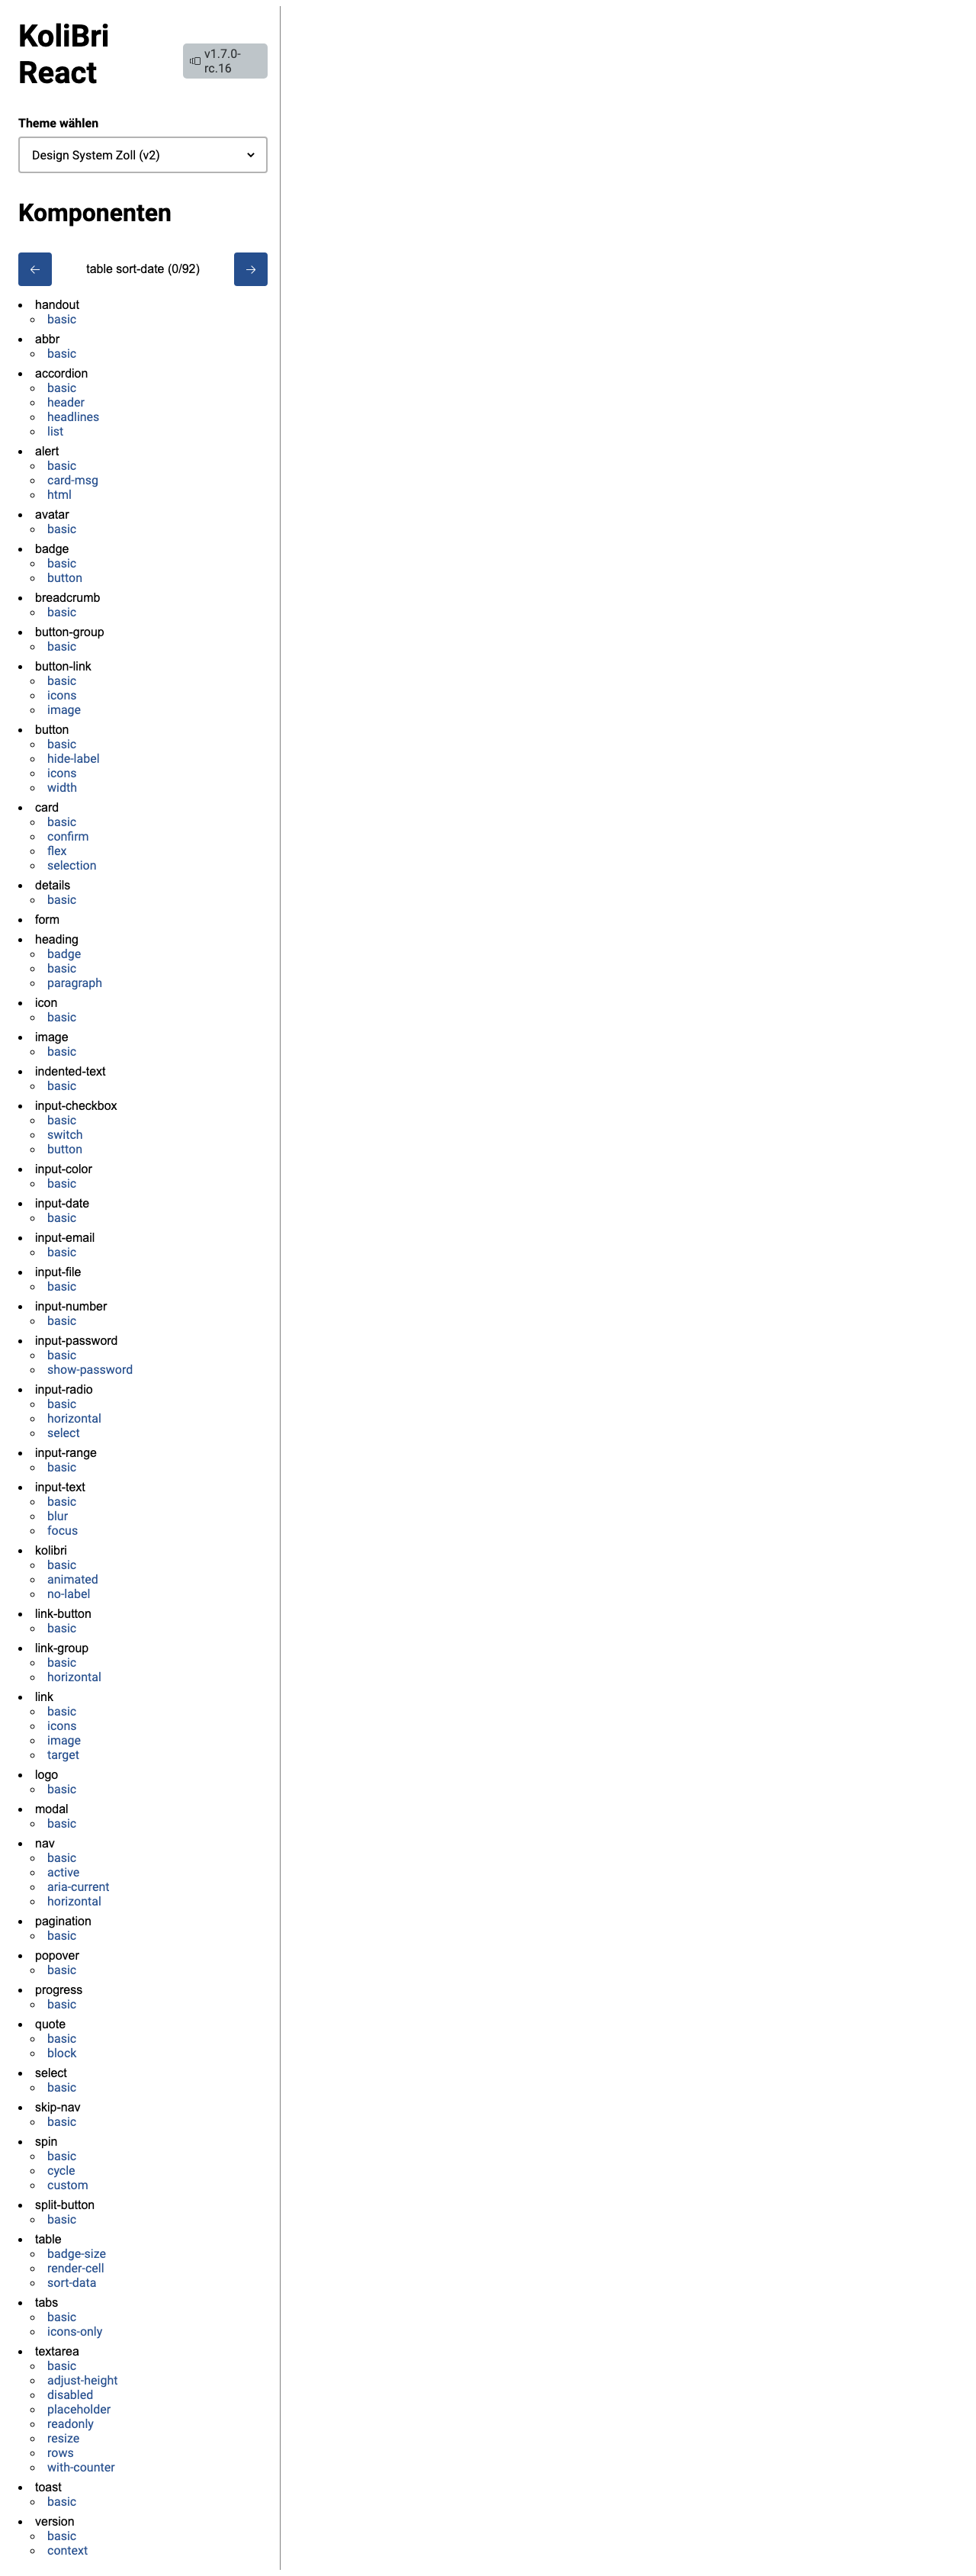 KoliBri
React
v1.7.0-
rc.16
Theme wählen
Design System Zoll (v2)
Komponenten
table sort-date (0/92)
handout
basic
abbr
basic
accordion
basic
header
headlines
list
alert
basic
card-msg
html
avatar
basic
badge
basic
button
breadcrumb
basic
button-group
basic
button-link
basic
icons
image
button
basic
hide-label
icons
width
card
basic
confirm
flex
selection
details
basic
form
heading
badge
basic
paragraph
icon
basic
image
basic
indented-text
basic
input-checkbox
basic
switch
button
input-color
basic
input-date
basic
input-email
basic
input-file
basic
input-number
basic
input-password
basic
show-password
input-radio
basic
horizontal
select
input-range
basic
input-text
basic
blur
focus
kolibri
basic
animated
no-label
link-button
basic
link-group
basic
horizontal
link
basic
icons
image
target
logo
basic
modal
basic
nav
basic
active
aria-current
horizontal
pagination
basic
popover
basic
progress
basic
quote
basic
block
select
basic
skip-nav
basic
spin
basic
cycle
custom
split-button
basic
table
badge-size
render-cell
sort-data
tabs
basic
icons-only
textarea
basic
adjust-height
disabled
placeholder
readonly
resize
rows
with-counter
toast
basic
version
basic
context